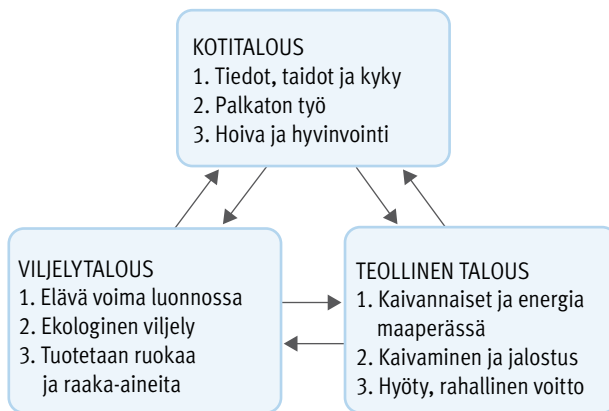 KOTITALOUS
1. Tiedot, taidot ja kyky
2. Palkaton työ
3. Hoiva ja hyvinvointi
VILJELYTALOUS
1. Elävä voima luonnossa
2. Ekologinen viljely
3. Tuotetaan ruokaa
ja raaka-aineita
TEOLLINEN TALOUS
1. Kaivannaiset ja energia
maaperässä
2. Kaivaminen ja jalostus
3. Hyöty, rahallinen voitto